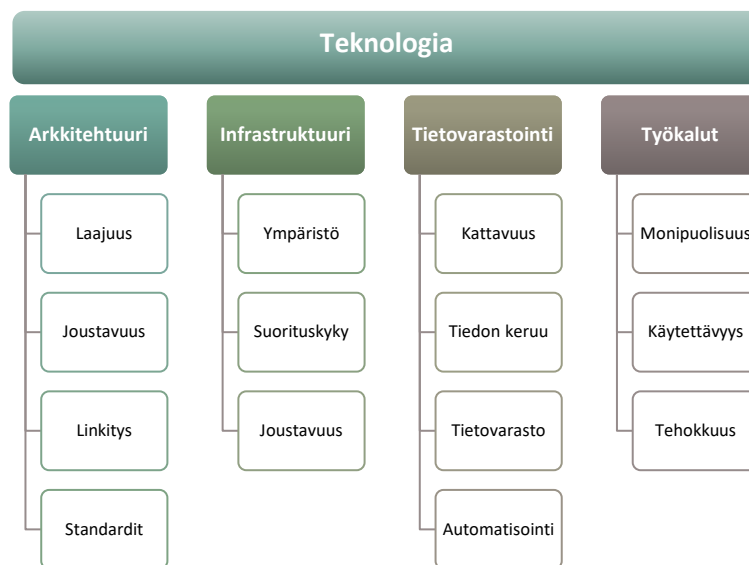 Teknologia
Arkkitehtuuri
Laajuus
Joustavuus
Linkitys
Standardit
Infrastruktuuri
Ympäristö
Suorituskyky
Joustavuus
Tietovarastointi
Kattavuus
Tiedon keruu
Tietovarasto
Automatisointi
Työkalut
Monipuolisuus
Käytettävyys
Tehokkuus